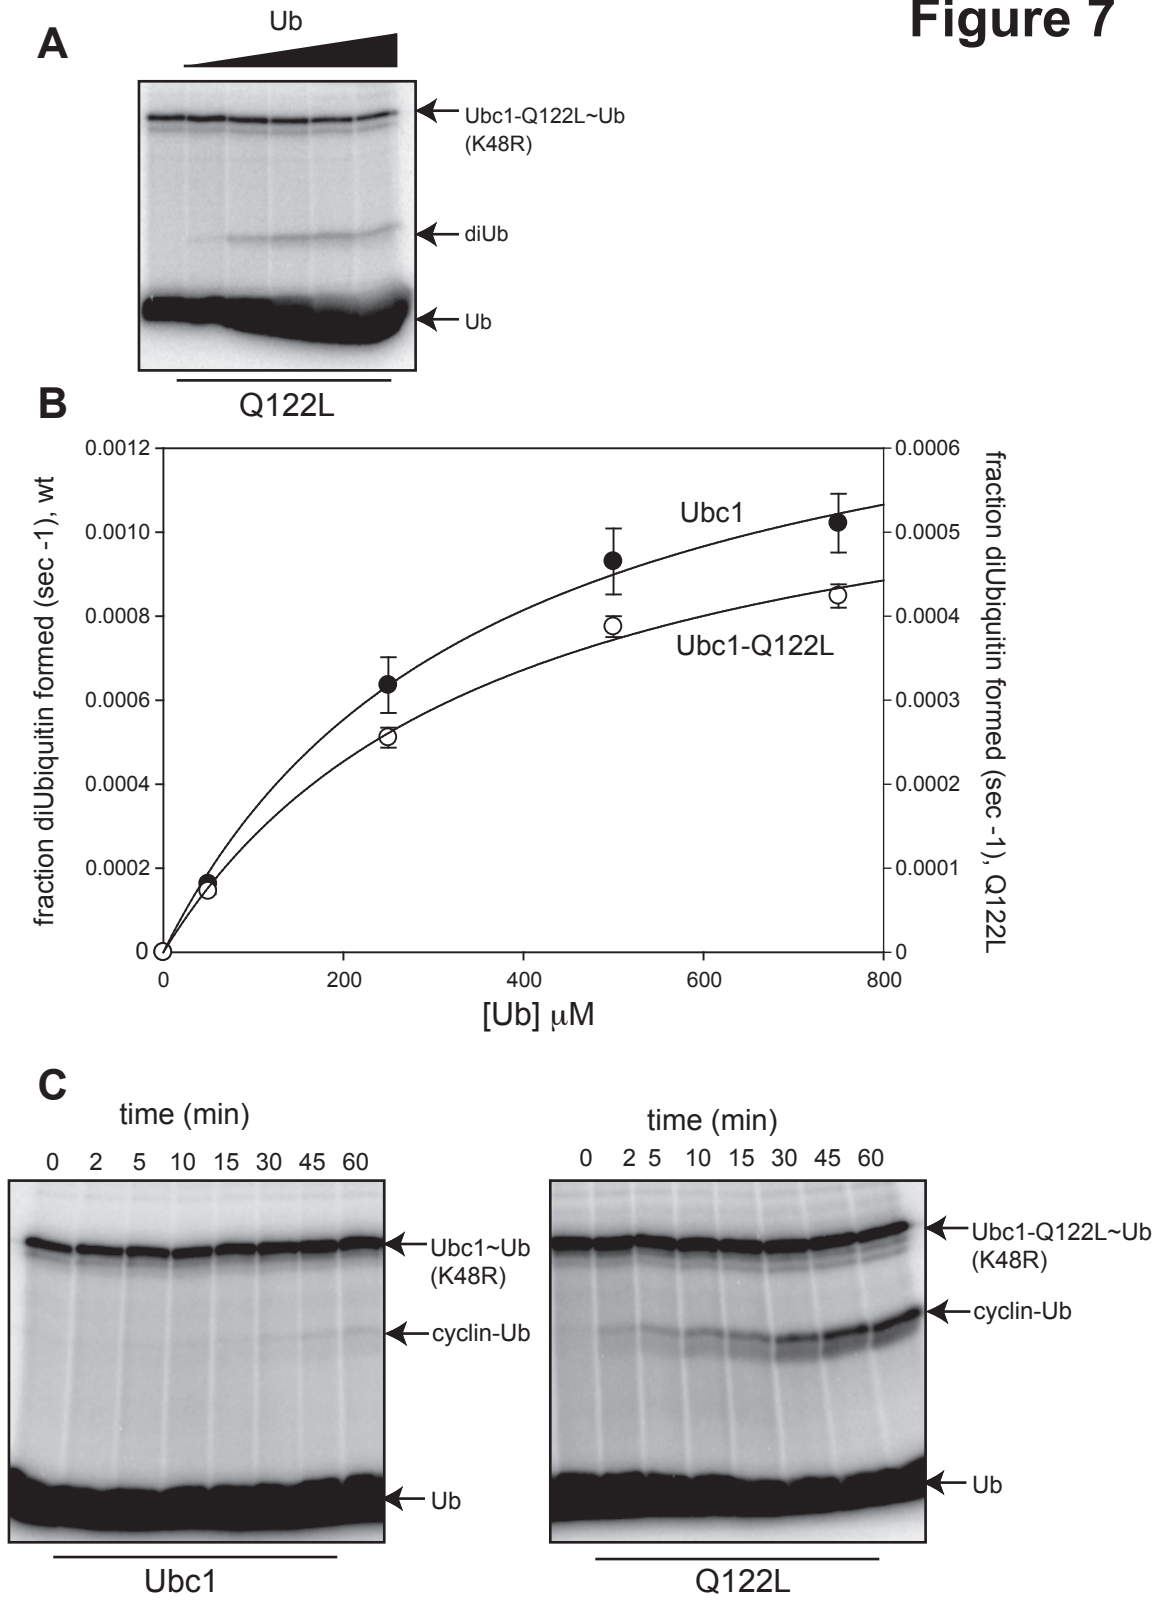 Figure 7
A
Ub
Ubc1-Q122L~Ub
(K48R)
diUb
Ub
Q122L
B
fraction diUbiquitin formed (sec -1), wt
0.0012
0.0010
0.0008
0.0006
0.0004
0.0002
0
0.0006
0.0005
0.0004
0.0003
0.0002
0.0001
0
fraction diUbiquitin formed (sec -1), Q122L
Ubc1
Ubc1-Q122L
0 200 400 600 800
[Ub] μM
C
time (min)
0 2 5 10 15 30 45 60
Ubc1~Ub
(K48R)
cyclin-Ub
Ub
Ubc1
time (min)
0 2 5 10 15 30 45 60
Ubc1-Q122L~Ub
(K48R)
cyclin-Ub
Ub
Q122L